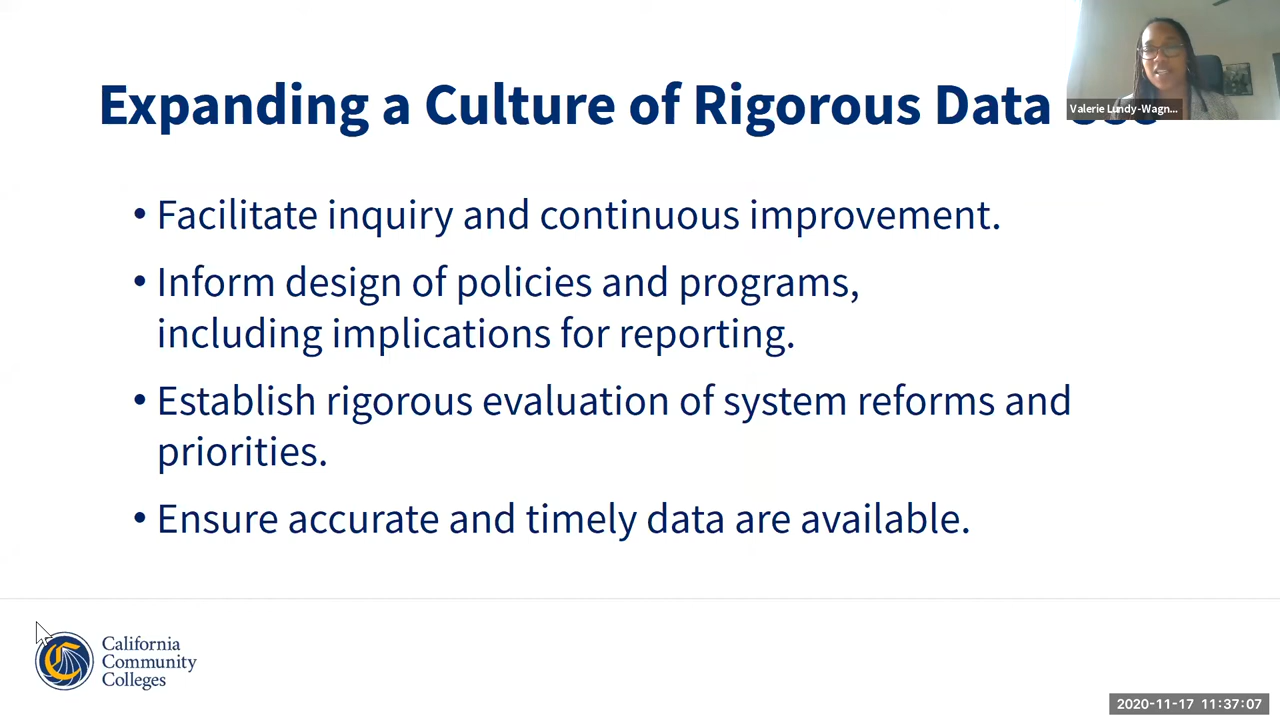 Expanding a Culture of Rigorous Data
Valerie Lundy-Wagn...
• Facilitate inquiry and continuous improvement.
• Inform design of policies and programs,
including implications for reporting.
• Establish rigorous evaluation of system reforms and
priorities.
• Ensure accurate and timely data are available.
California
Community
Colleges
2020-11-17 11:37:07